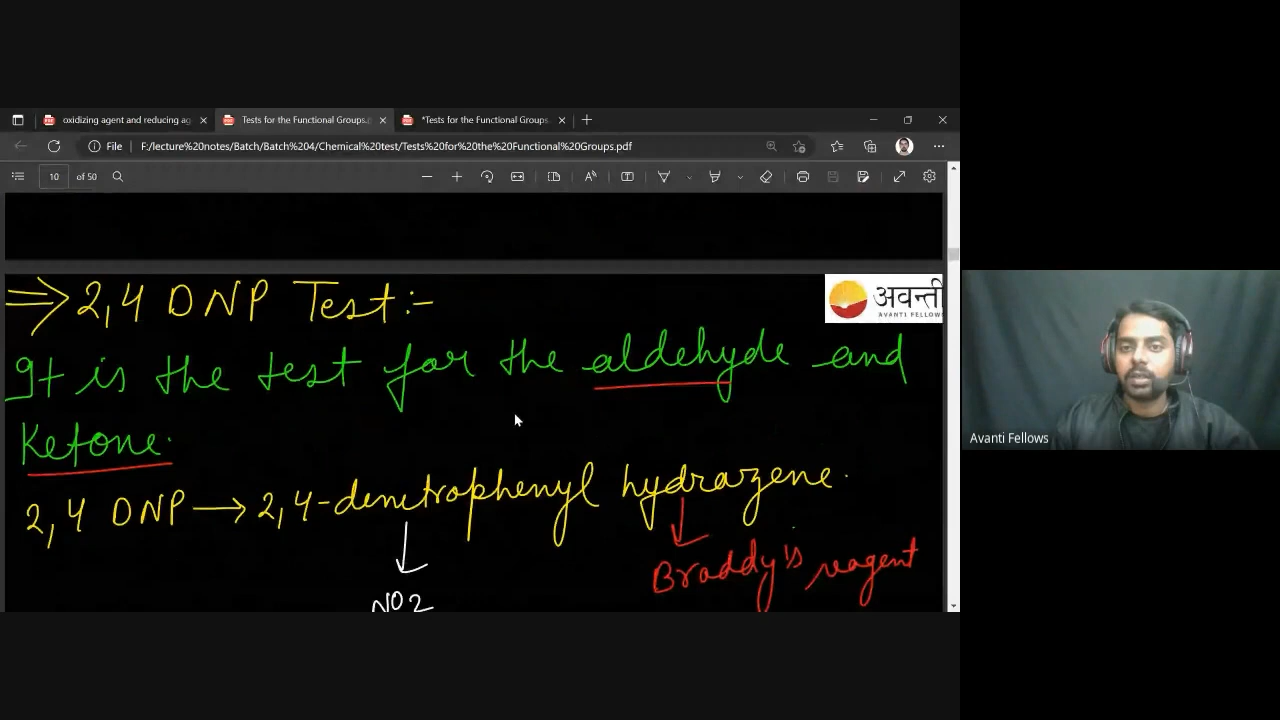 oxidizing agent and reducing ag
Tests for the Functional Groups.
*Tests for the Functional Groups.
File
F:/lecture%20notes/Batch/Batch%204/Chemical%20test/Tests%20for%20the%20Functional%20Groups.pdf
10 of 50
⇒ 2,4 DNP Test:-
अवन्ती
AVANTI FELLOWS
It is the test for the aldehyde and
Ketone.
2,4 DNP → 2,4-denitrophenyl hydrazene.
Braddy's reagent
NO2
Avanti Fellows